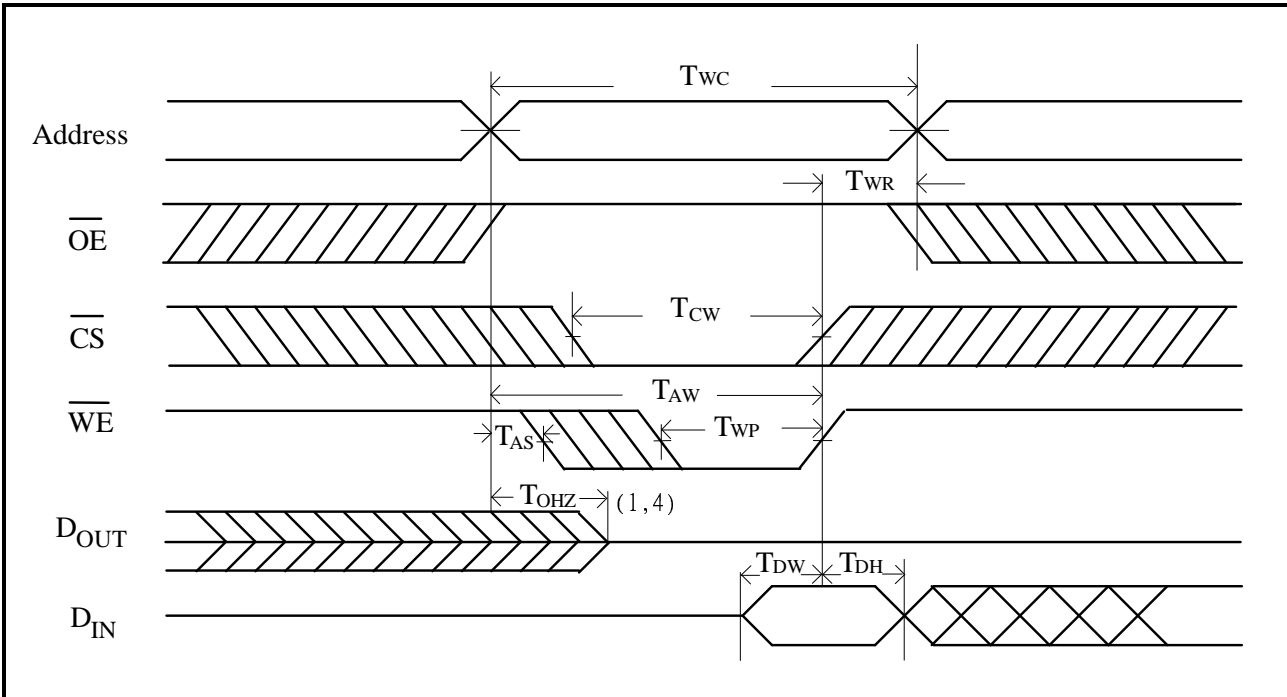 TWC
Address
TWR
OE
TCW
CS
TAW
WE
TWP
TAS
TOHZ
(1,4)
DOUT
TDW
TDH
DIN